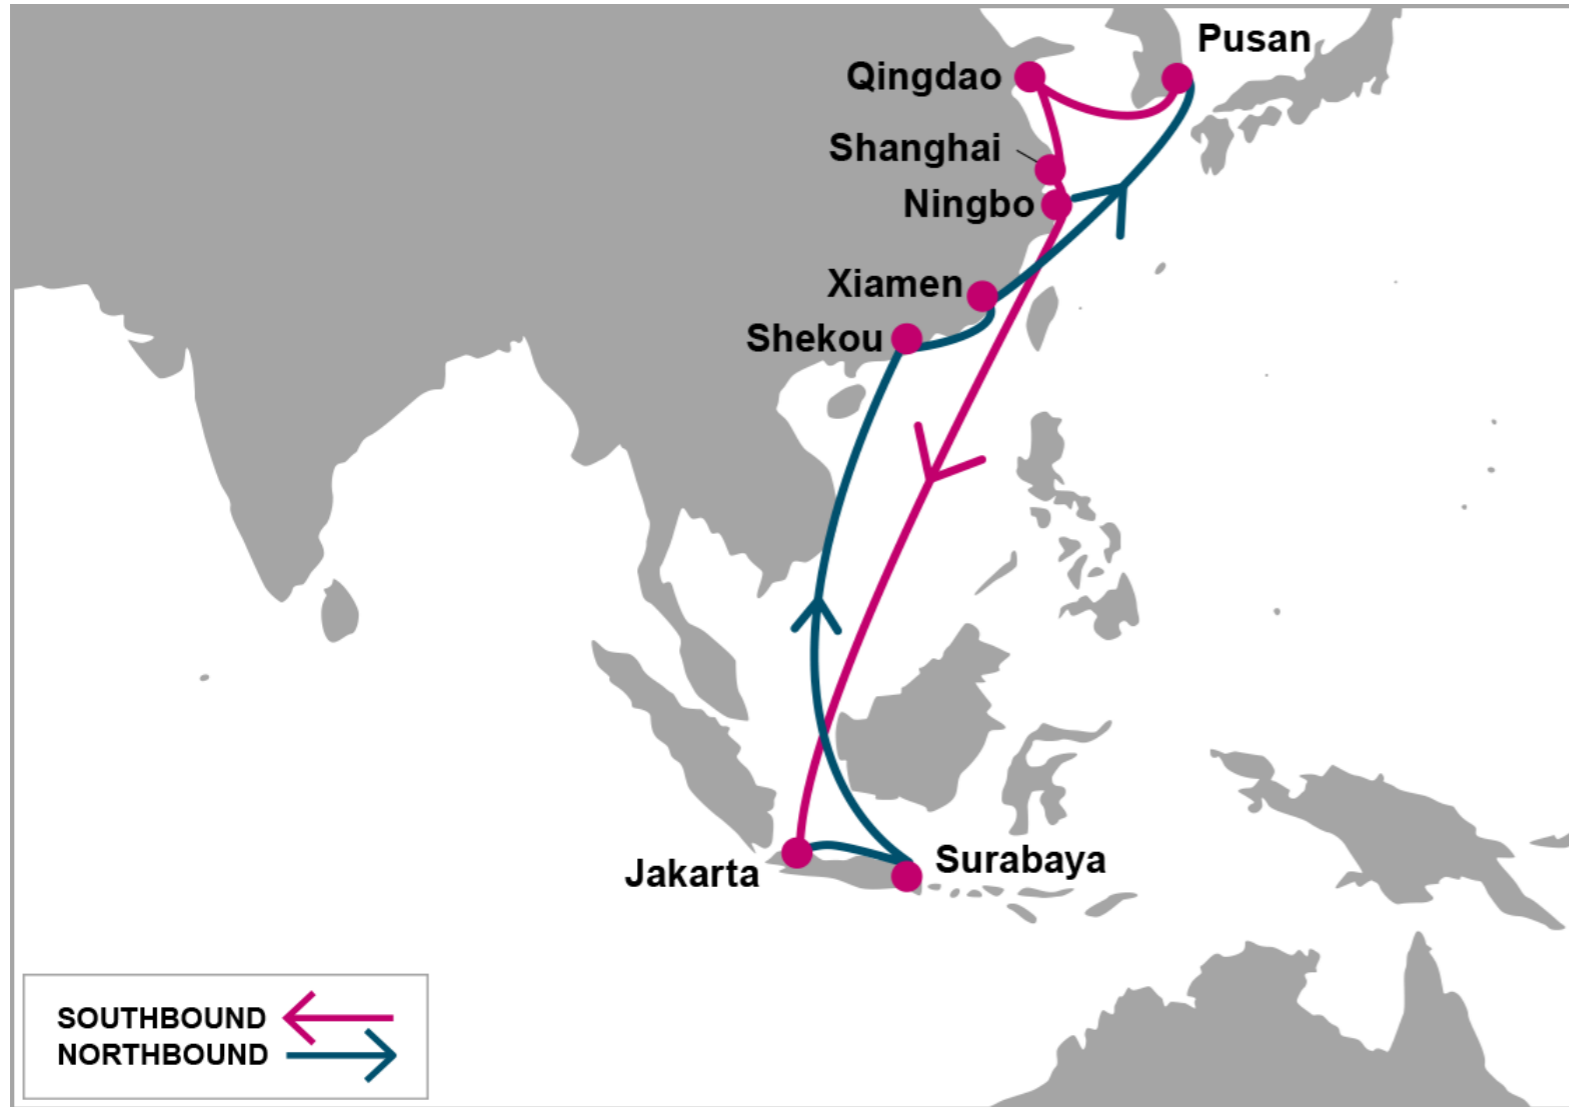 Pusan
Qingdao
Shanghai
Ningbo
Xiamen
Shekou
Jakarta
Surabaya
SOUTHBOUND
NORTHBOUND